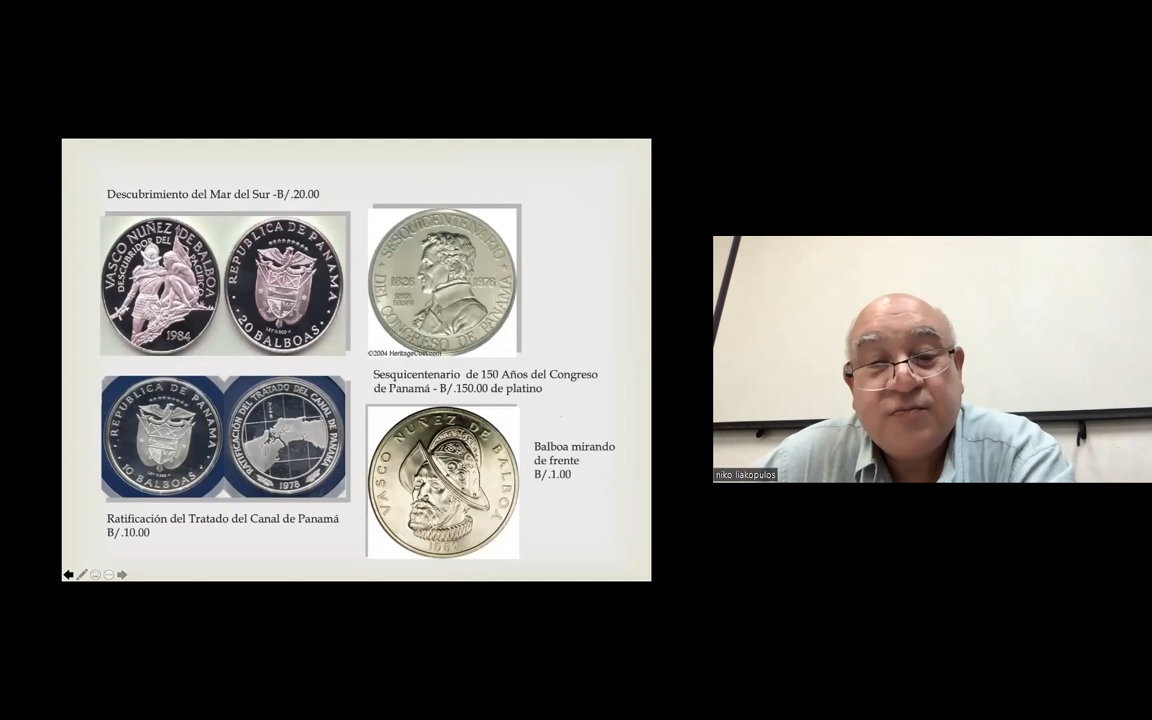 Descubrimiento del Mar del Sur -B/.20.00
VASCO NUÑEZ DE BALBOA
DESCUBRIDOR DEL PACIFICO
1984
REPUBLICA DE PANAMA
20 BALBOAS
SESQUICENTENARIO
1826 1976
DEL CONGRESO DE PANAMA
©2004 HeritageCoin.com
Sesquicentenario de 150 Años del Congreso
de Panamá - B/.150.00 de platino
REPUBLICA DE PANAMA
10 BALBOAS
RATIFICACIÓN DEL TRATADO DEL CANAL DE PANAMÁ
1978
Ratificación del Tratado del Canal de Panamá
B/.10.00
VASCO NUÑEZ DE BALBOA
Balboa mirando
de frente
B/.1.00
niko liakopulos